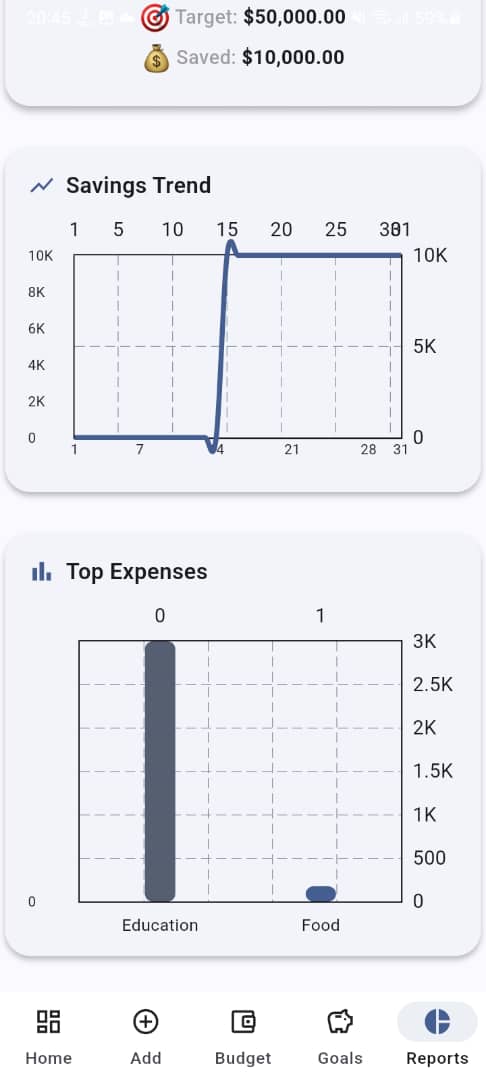 20:45 59%
Target: $50,000.00
Saved: $10,000.00
Savings Trend
1 5 10 15 20 25 30 31
10K 10K
8K
6K
5K
4K
2K
0 0
1 7 14 21 28 31
Top Expenses
0 1
3K
2.5K
2K
1.5K
1K
500
0 0
Education Food
Home Add Budget Goals Reports